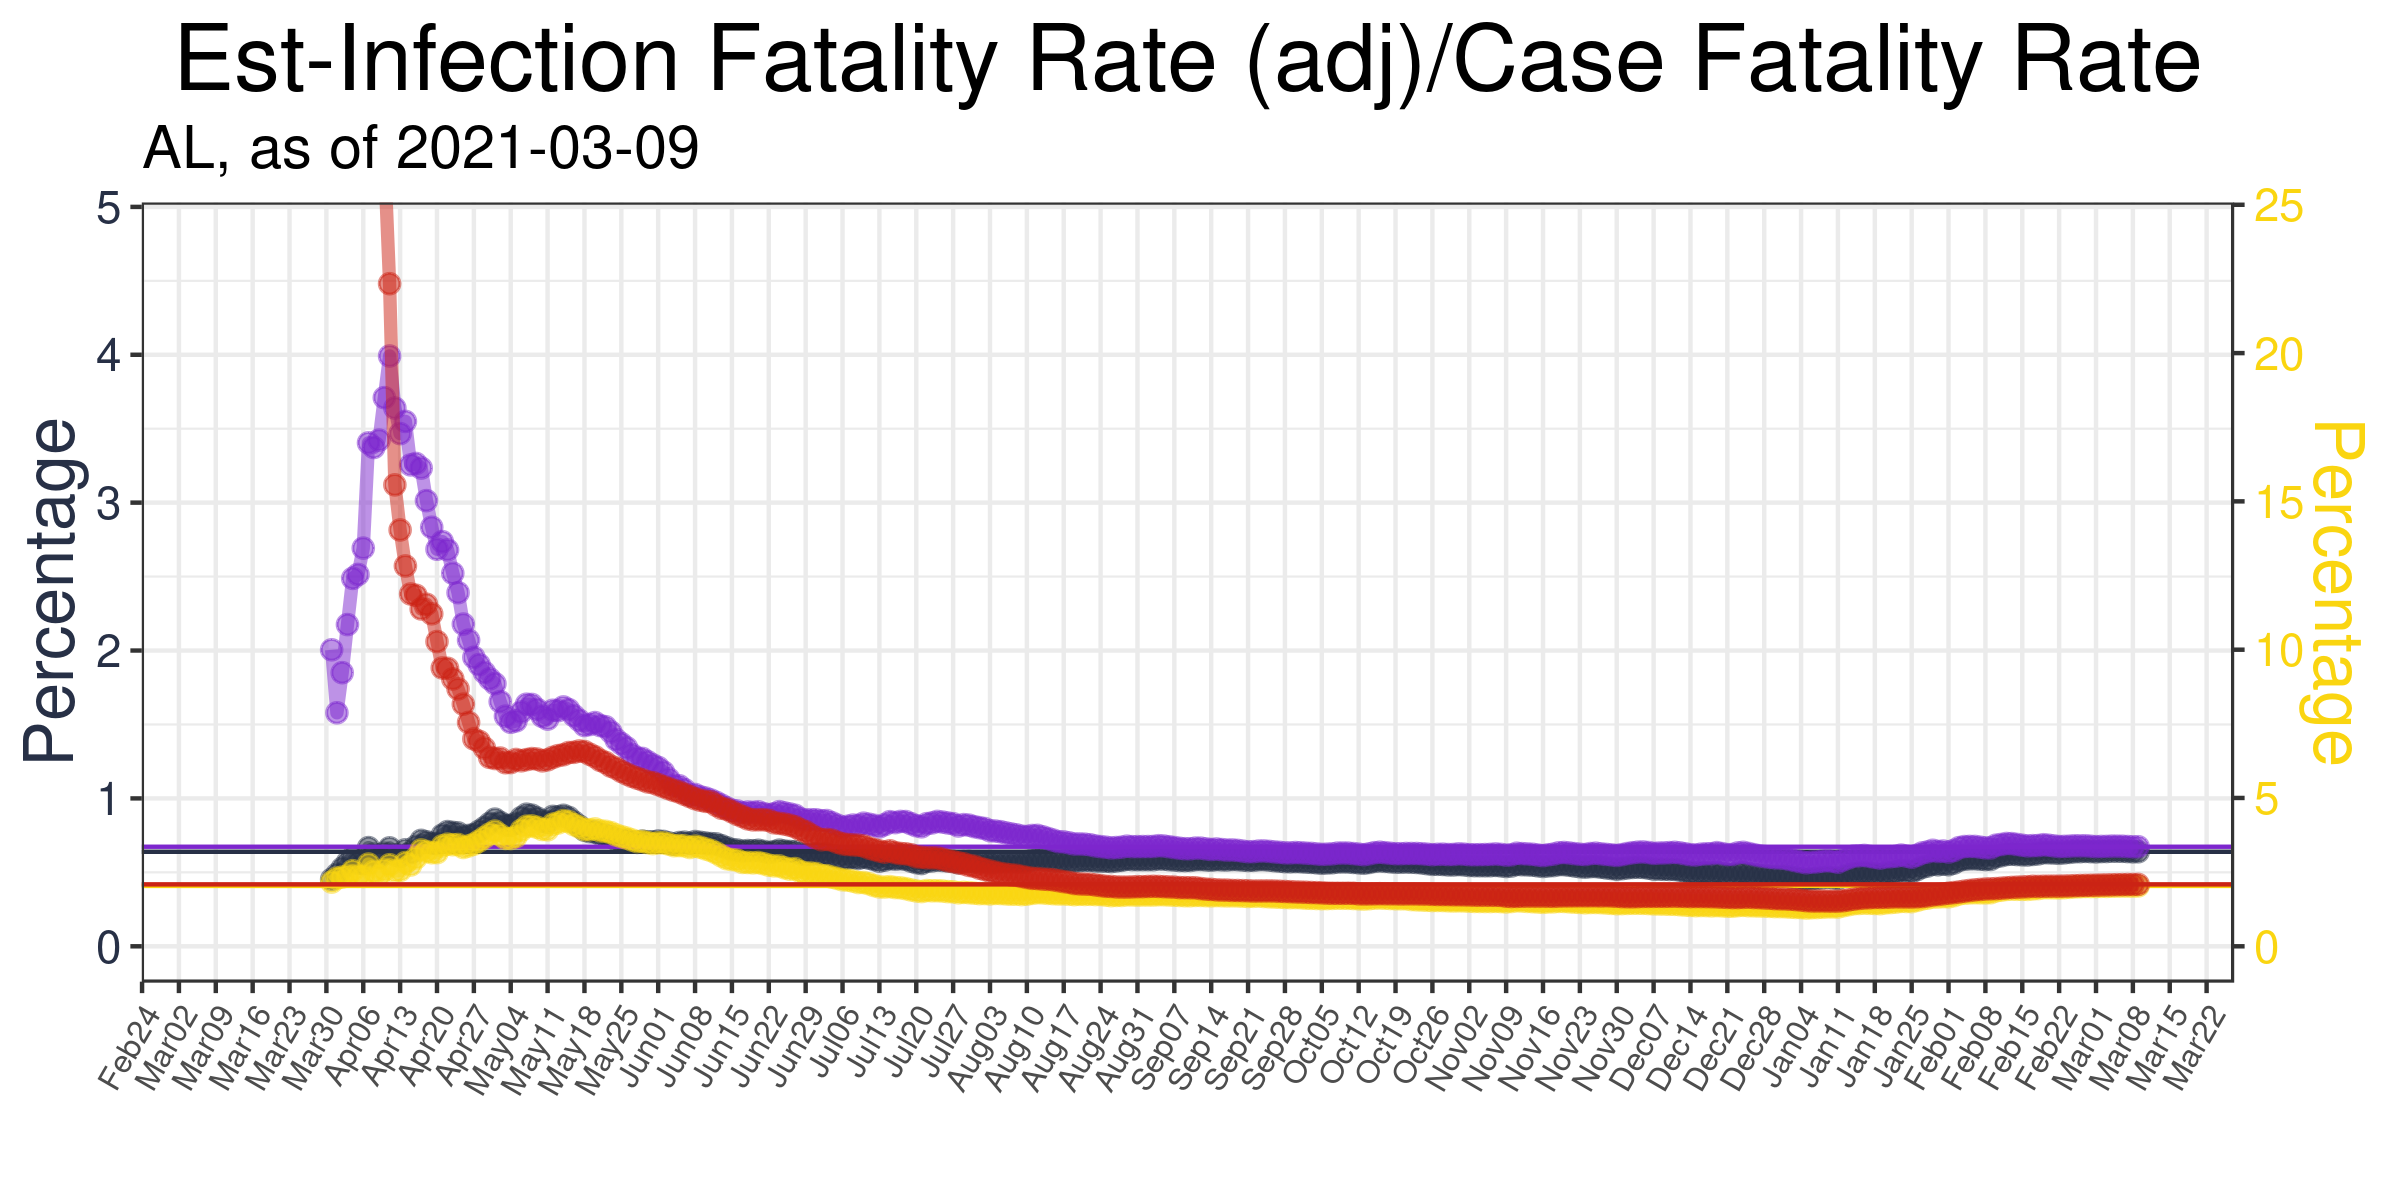 Est-Infection Fatality Rate (adj)/Case Fatality Rate
AL, as of 2021-03-09
Percentage
5
4
3
2
1
0
25
20
15
10
5
0
Percentage
Feb24
Mar02
Mar09
Mar16
Mar23
Mar30
Apr06
Apr13
Apr20
Apr27
May04
May11
May18
May25
Jun01
Jun08
Jun15
Jun22
Jun29
Jul06
Jul13
Jul20
Jul27
Aug03
Aug10
Aug17
Aug24
Aug31
Sep07
Sep14
Sep21
Sep28
Oct05
Oct12
Oct19
Oct26
Nov02
Nov09
Nov16
Nov23
Nov30
Dec07
Dec14
Dec21
Dec28
Jan04
Jan11
Jan18
Jan25
Feb01
Feb08
Feb15
Feb22
Mar01
Mar08
Mar15
Mar22